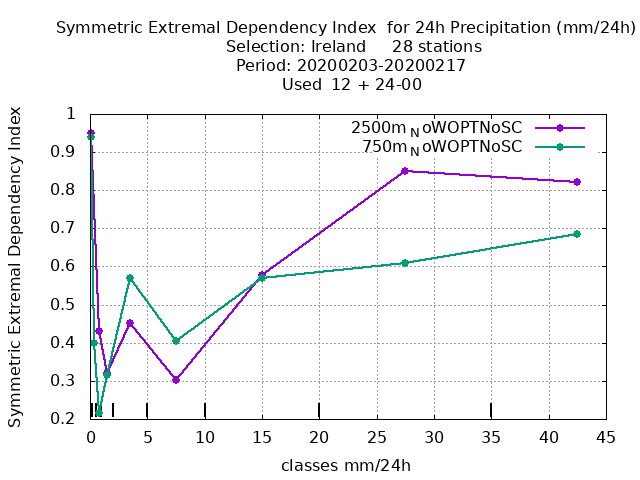 Symmetric Extremal Dependency Index  for 24h Precipitation (mm/24h)
Selection: Ireland     28 stations
Period: 20200203-20200217
Used  12 + 24-00
Symmetric Extremal Dependency Index
1
0.9
0.8
0.7
0.6
0.5
0.4
0.3
0.2
2500m_NoWOPTNoSC
750m_NoWOPTNoSC
0 5 10 15 20 25 30 35 40 45
classes mm/24h